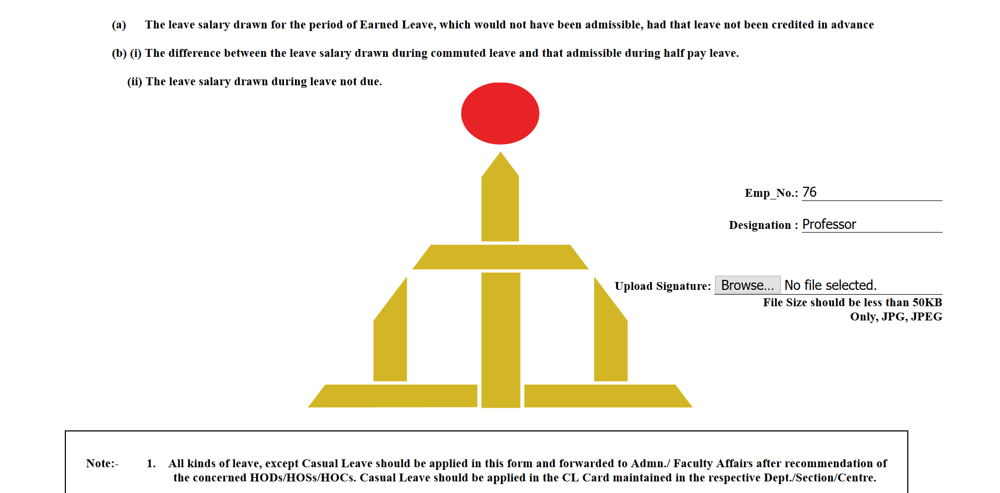 (a) The leave salary drawn for the period of Earned Leave, which would not have been admissible, had that leave not been credited in advance
(b) (i) The difference between the leave salary drawn during commuted leave and that admissible during half pay leave.
(ii) The leave salary drawn during leave not due.
Emp_No.: 76
Designation : Professor
Upload Signature: Browse... No file selected.
File Size should be less than 50KB
Only, JPG, JPEG
Note:- 1. All kinds of leave, except Casual Leave should be applied in this form and forwarded to Admn./ Faculty Affairs after recommendation of
the concerned HODs/HOSs/HOCs. Casual Leave should be applied in the CL Card maintained in the respective Dept./Section/Centre.